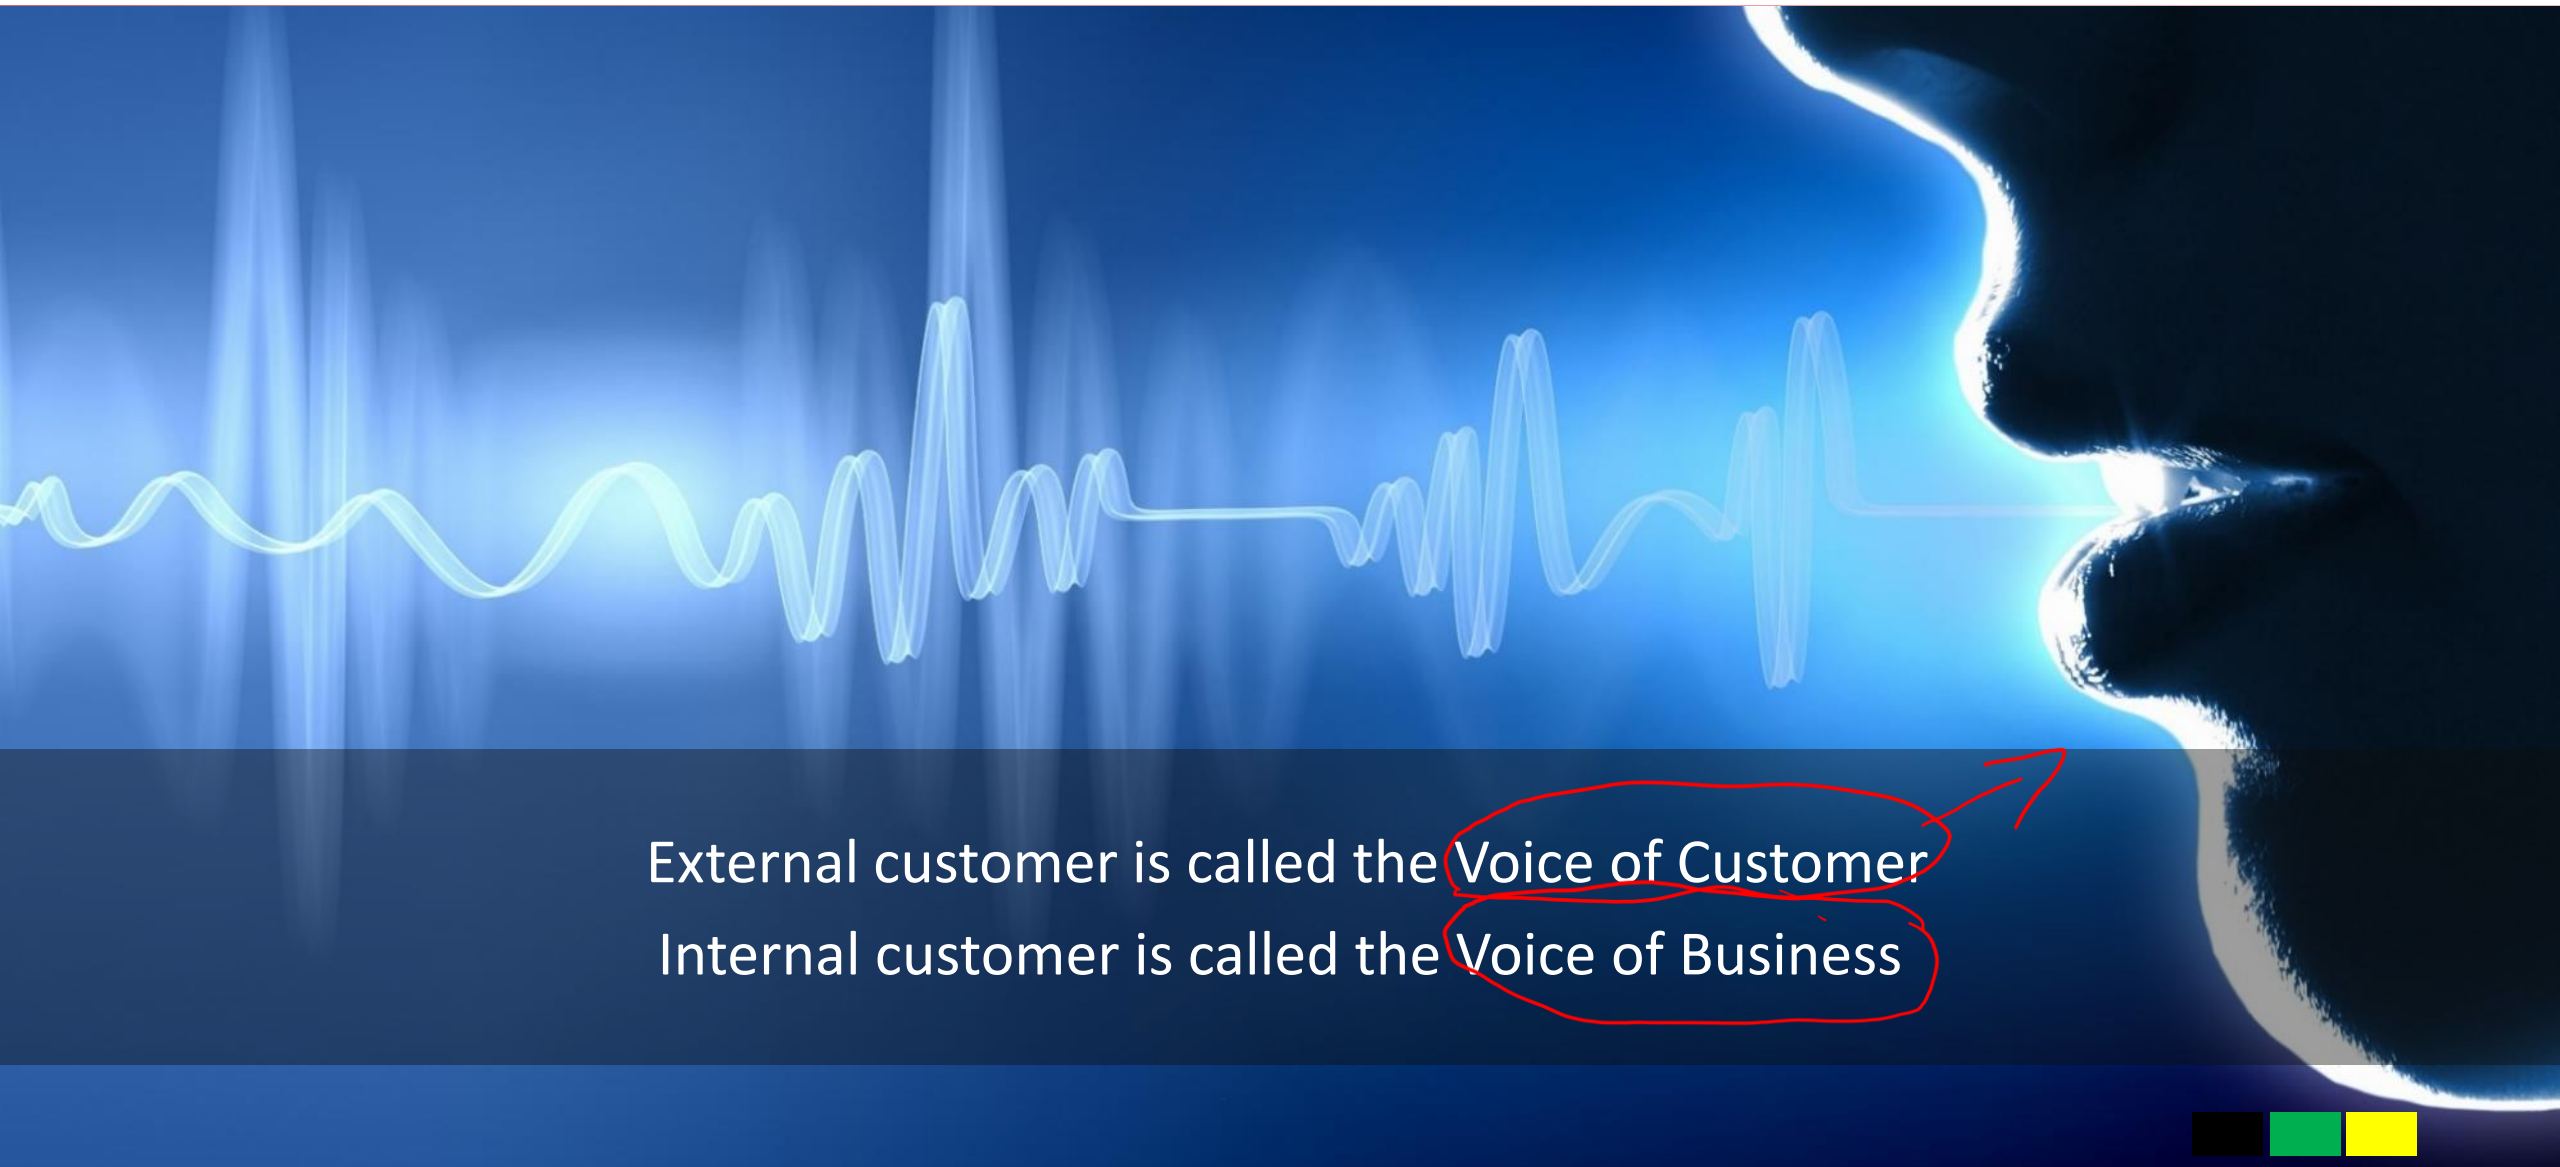 External customer is called the Voice of Customer
Internal customer is called the Voice of Business